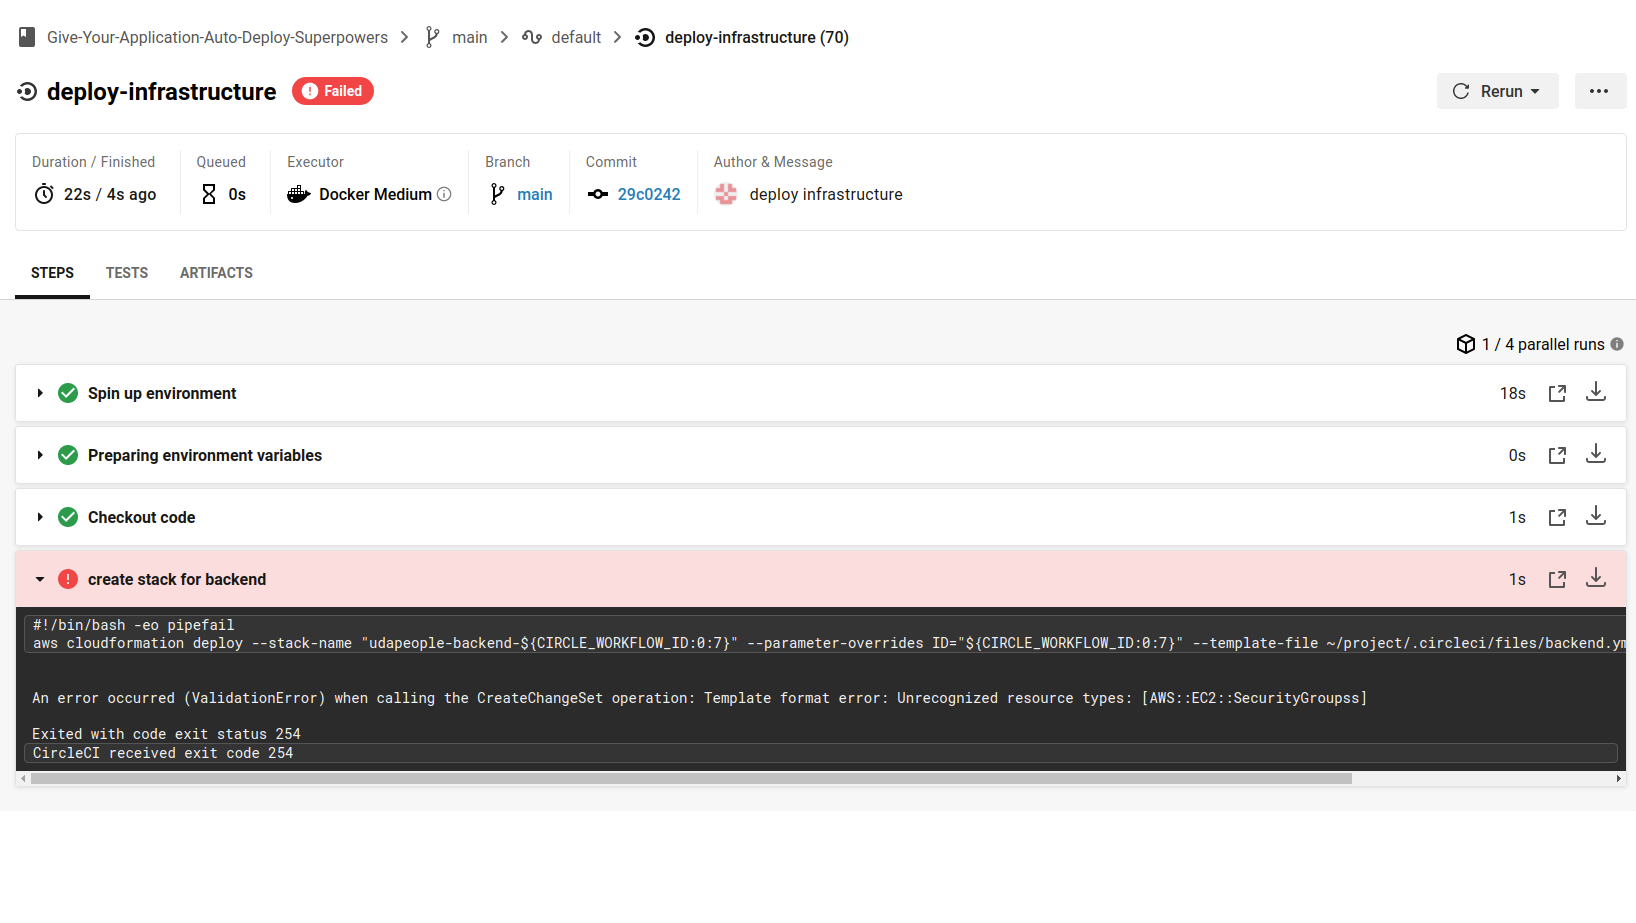 Give-Your-Application-Auto-Deploy-Superpowers > main > default > deploy-infrastructure (70)
deploy-infrastructure Failed Rerun
Duration / Finished Queued Executor Branch Commit Author & Message
22s / 4s ago 0s Docker Medium main 29c0242 deploy infrastructure
STEPS TESTS ARTIFACTS
1 / 4 parallel runs
Spin up environment 18s
Preparing environment variables 0s
Checkout code 1s
create stack for backend 1s
#!/bin/bash -eo pipefail
aws cloudformation deploy --stack-name "udapeople-backend-${CIRCLE_WORKFLOW_ID:0:7}" --parameter-overrides ID="${CIRCLE_WORKFLOW_ID:0:7}" --template-file ~/project/.circleci/files/backend.ym
An error occurred (ValidationError) when calling the CreateChangeSet operation: Template format error: Unrecognized resource types: [AWS::EC2::SecurityGroupss]
Exited with code exit status 254
CircleCI received exit code 254